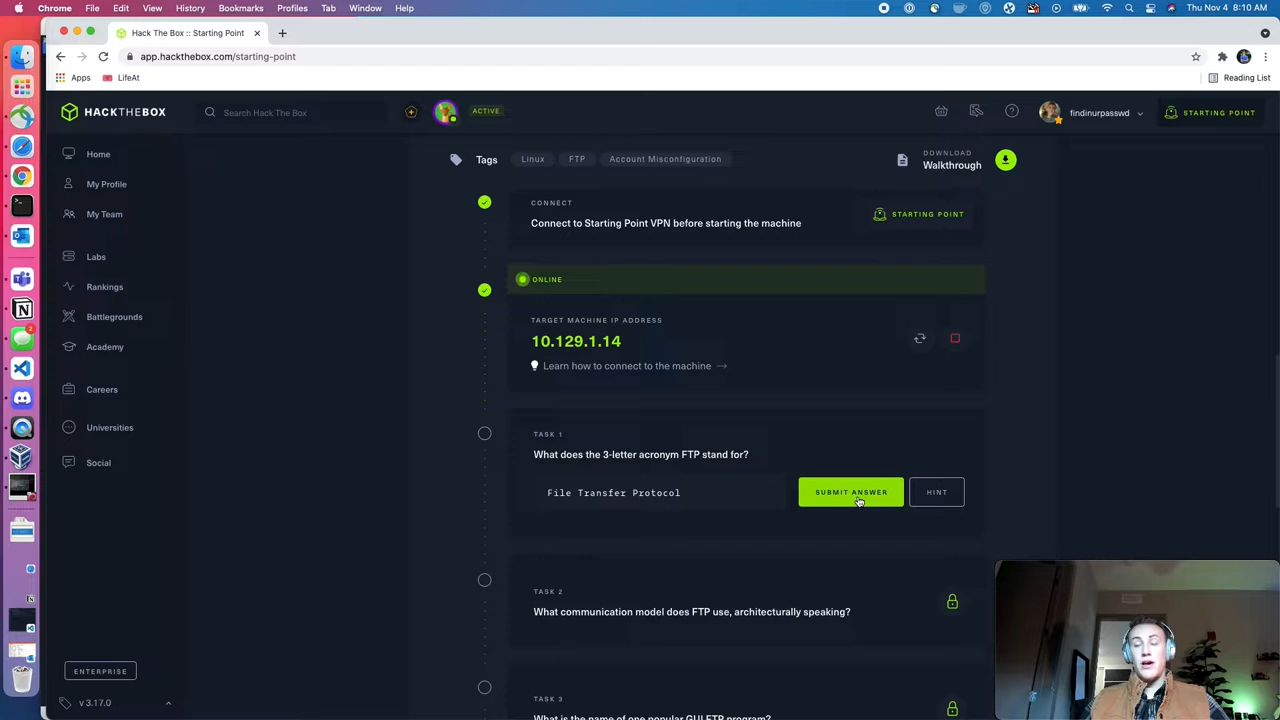 Chrome File Edit View History Bookmarks Profiles Tab Window Help
Thu Nov 4 8:10 AM
Hack The Box :: Starting Point
app.hackthebox.com/starting-point
Apps LifeAt
Reading List
HACKTHEBOX
Search Hack The Box
ACTIVE
findinurpasswd
STARTING POINT
Home
My Profile
My Team
Labs
Rankings
Battlegrounds
Academy
Careers
Universities
Social
ENTERPRISE
v 3.17.0
Tags Linux FTP Account Misconfiguration
DOWNLOAD
Walkthrough
CONNECT
Connect to Starting Point VPN before starting the machine
STARTING POINT
ONLINE
TARGET MACHINE IP ADDRESS
10.129.1.14
Learn how to connect to the machine →
TASK 1
What does the 3-letter acronym FTP stand for?
File Transfer Protocol
SUBMIT ANSWER
HINT
TASK 2
What communication model does FTP use, architecturally speaking?
TASK 3
What is the name of one popular GUI FTP program?
2